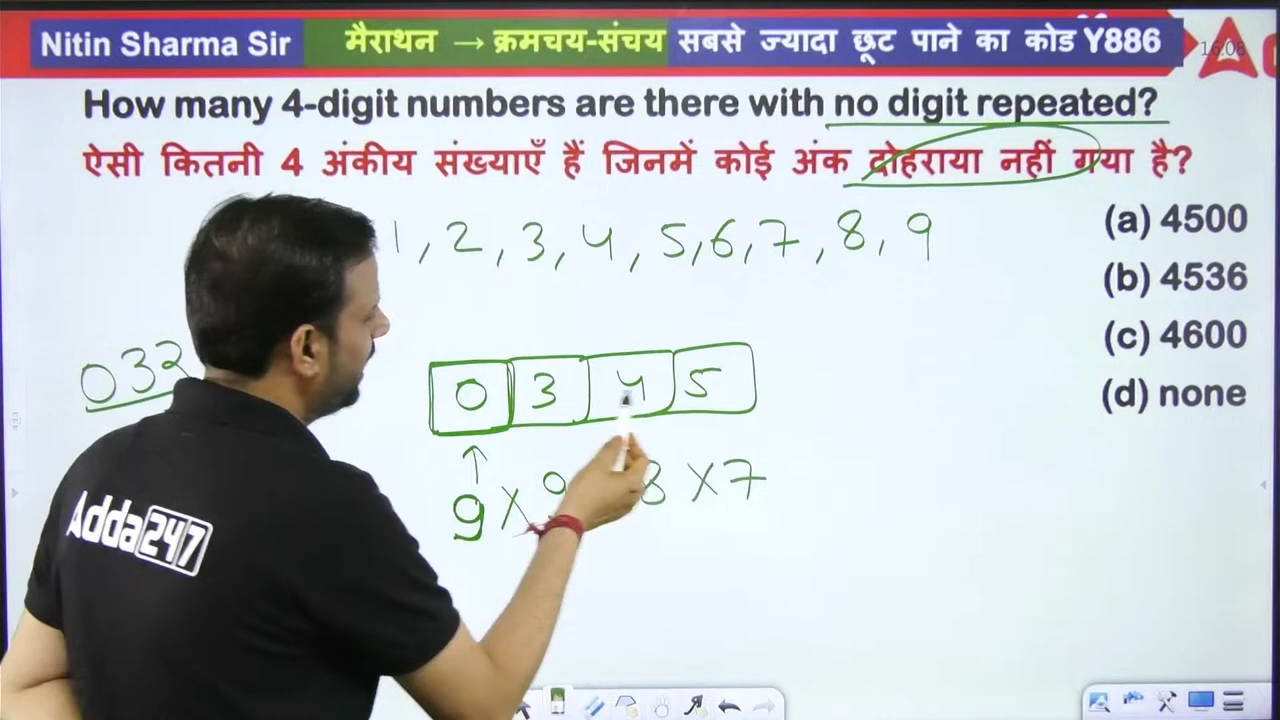 Nitin Sharma Sir मैराथन → क्रमचय-संचय सबसे ज्यादा छूट पाने का कोड Y886
16:08
How many 4-digit numbers are there with no digit repeated?
ऐसी कितनी 4 अंकीय संख्याएँ हैं जिनमें कोई अंक दोहराया नहीं गया है?
1, 2, 3, 4, 5, 6, 7, 8, 9
(a) 4500
(b) 4536
(c) 4600
(d) none
032
0 3 4 5
9 × 9 8 × 7
Adda247